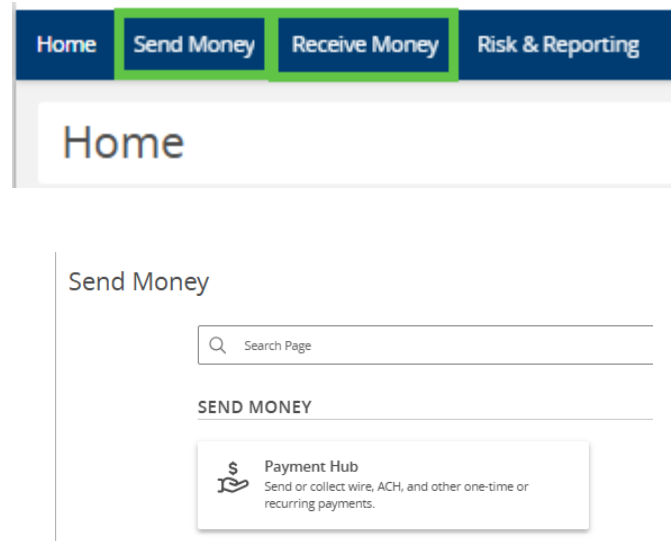 Home Send Money Receive Money Risk & Reporting
Home
Send Money
Search Page
SEND MONEY
Payment Hub
Send or collect wire, ACH, and other one-time or
recurring payments.